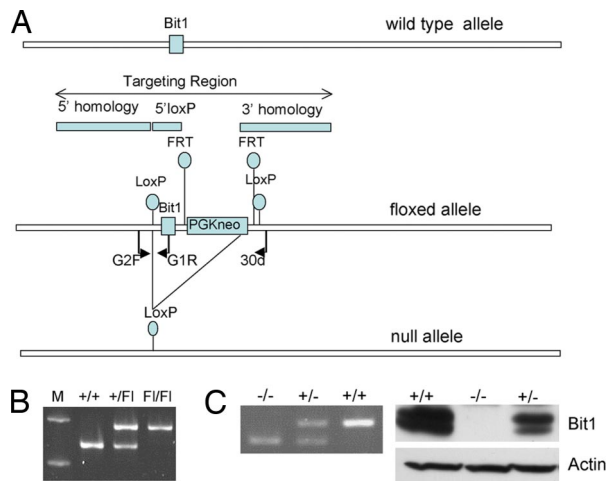 A
Bit1
wild type allele
Targeting Region
5' homology
5'loxP
3' homology
FRT
FRT
LoxP
LoxP
Bit1
PGKneo
floxed allele
G2F
G1R
30d
LoxP
null allele
B
M +/+ +/Fl Fl/Fl
C
-/- +/- +/+
+/+ -/- +/-
Bit1
Actin